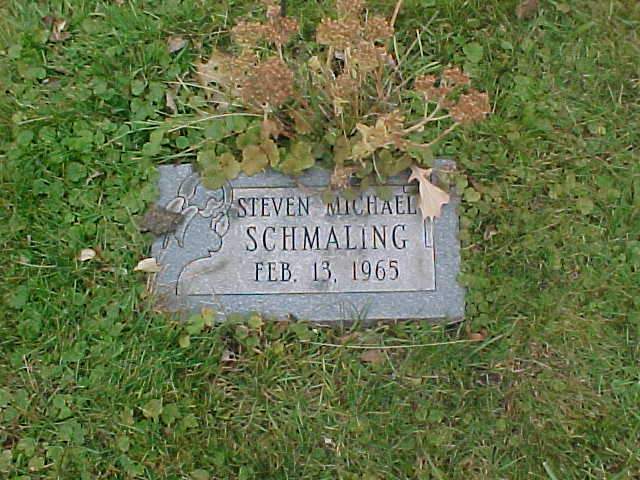 STEVEN MICHAEL
SCHMALING
FEB. 13, 1965